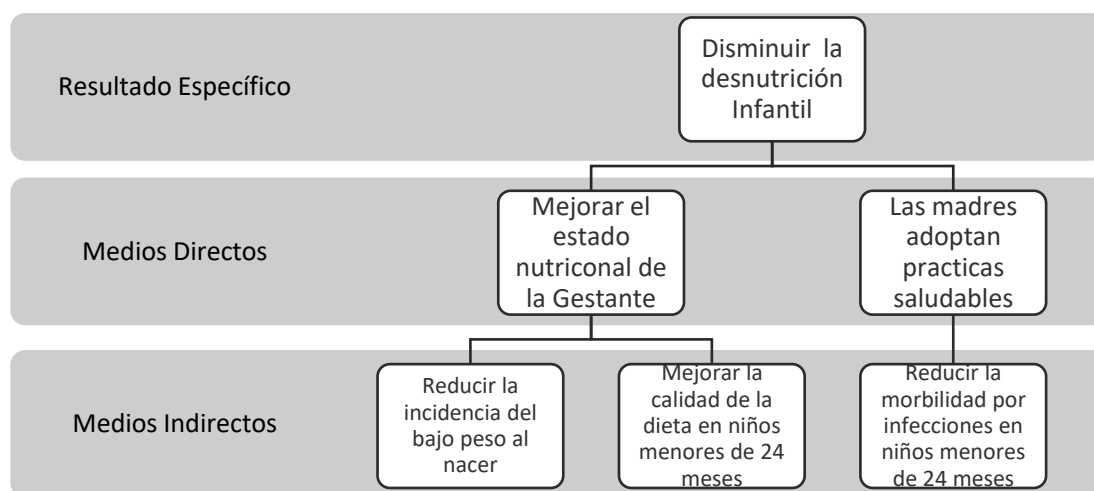 Resultado Específico
Disminuir la
desnutrición
Infantil
Medios Directos
Mejorar el
estado
nutriconal de
la Gestante
Las madres
adoptan
practicas
saludables
Medios Indirectos
Reducir la
incidencia del
bajo peso al
nacer
Mejorar la
calidad de la
dieta en niños
menores de 24
meses
Reducir la
morbilidad por
infecciones en
niños menores
de 24 meses